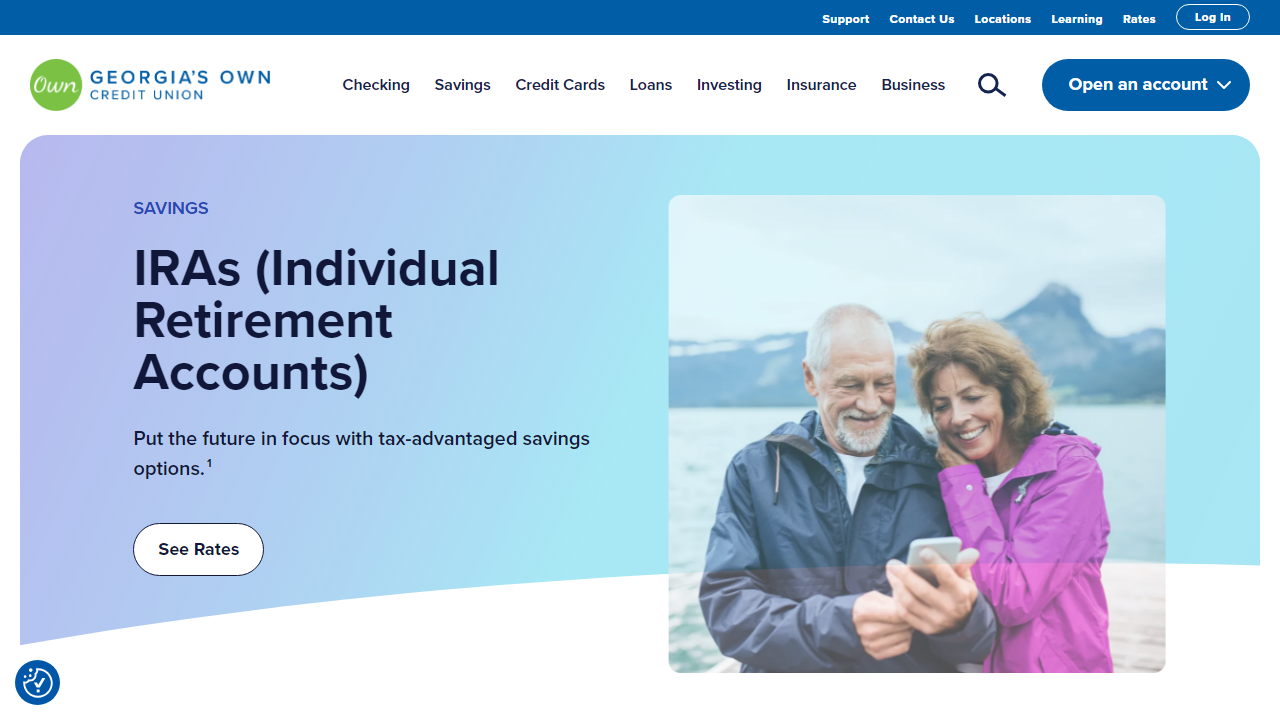 Support Contact Us Locations Learning Rates Log In
Own GEORGIA'S OWN
CREDIT UNION
Checking Savings Credit Cards Loans Investing Insurance Business Open an account
SAVINGS
IRAs (Individual
Retirement
Accounts)
Put the future in focus with tax-advantaged savings
options.¹
See Rates